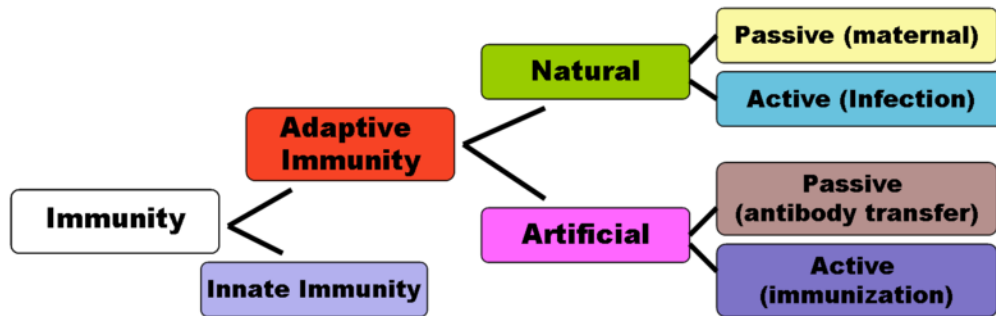 Passive (maternal)
Natural
Active (Infection)
Adaptive
Immunity
Passive
(antibody transfer)
Immunity
Artificial
Active
(immunization)
Innate Immunity